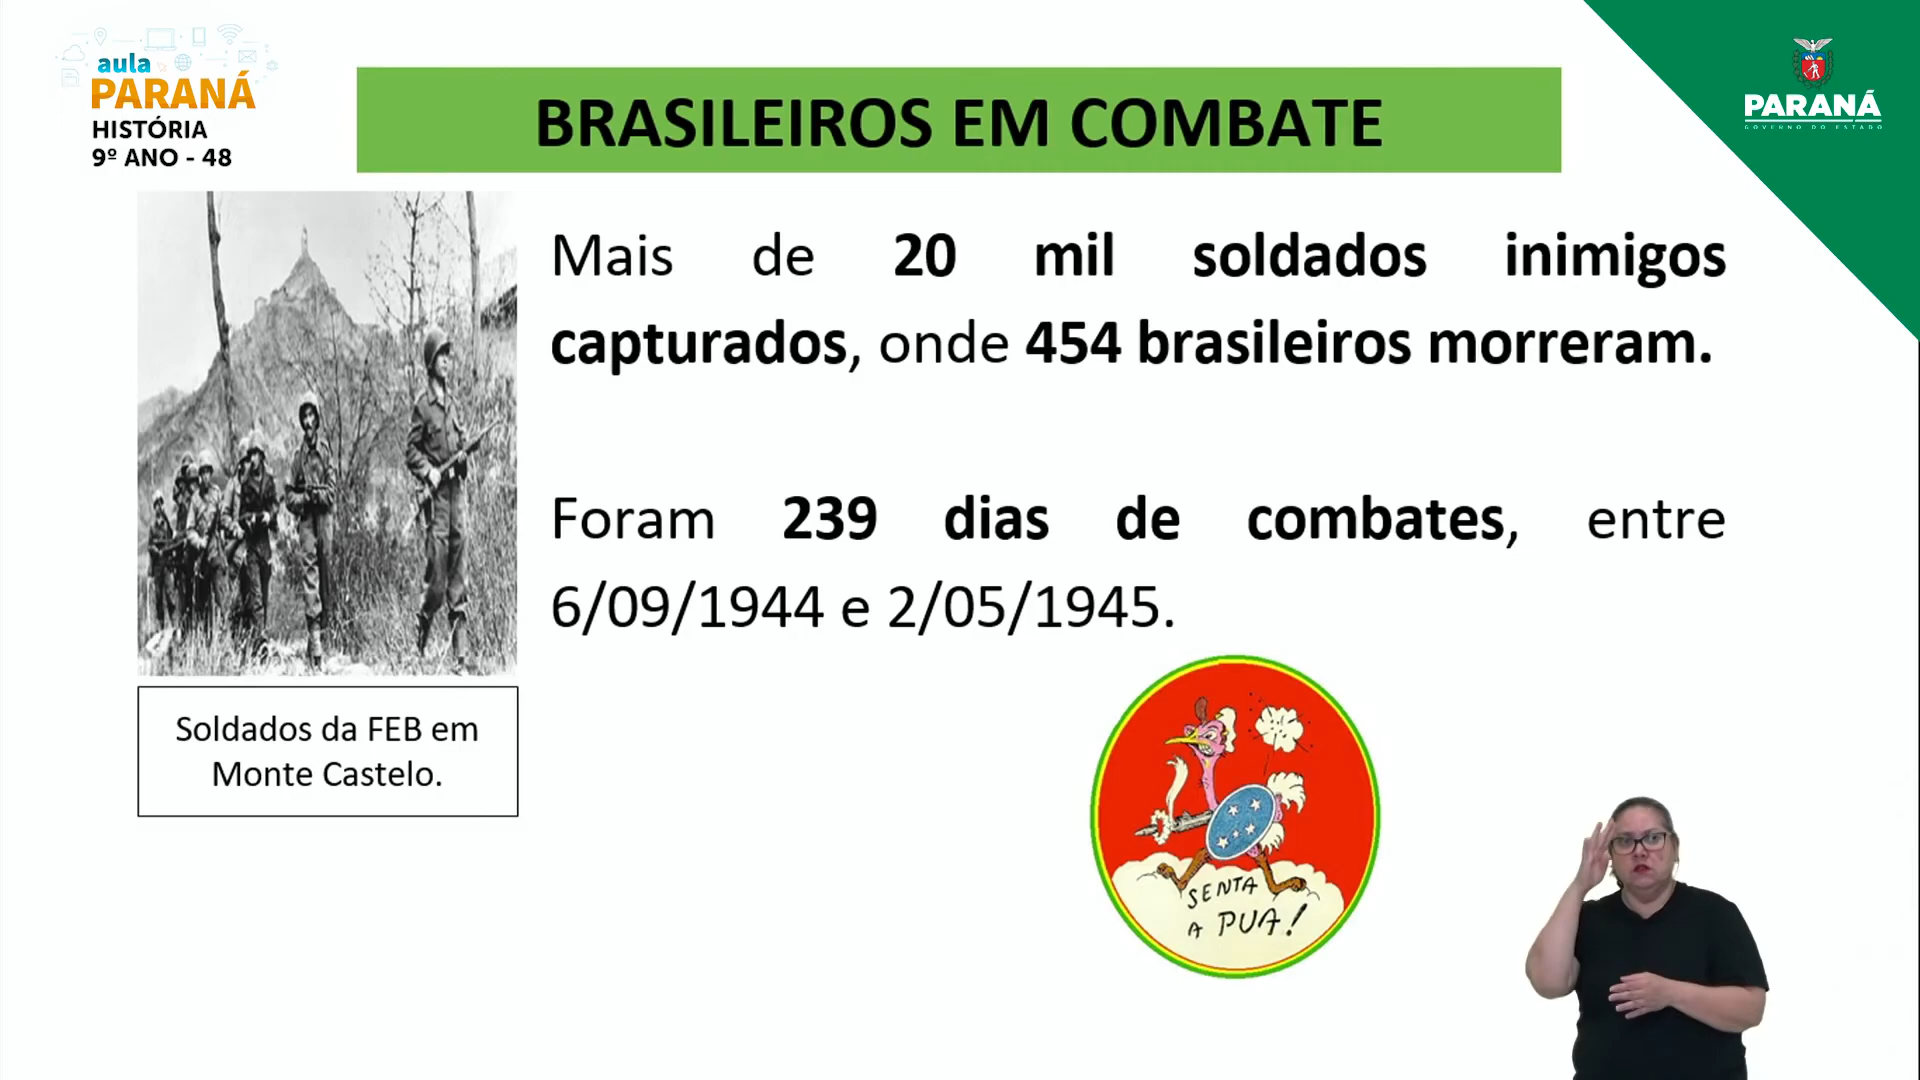 aula
PARANÁ
HISTÓRIA
9º ANO - 48
BRASILEIROS EM COMBATE
PARANÁ
GOVERNO DO ESTADO
Mais de 20 mil soldados inimigos
capturados, onde 454 brasileiros morreram.
Foram 239 dias de combates, entre
6/09/1944 e 2/05/1945.
Soldados da FEB em
Monte Castelo.
SENTA
A PUA!